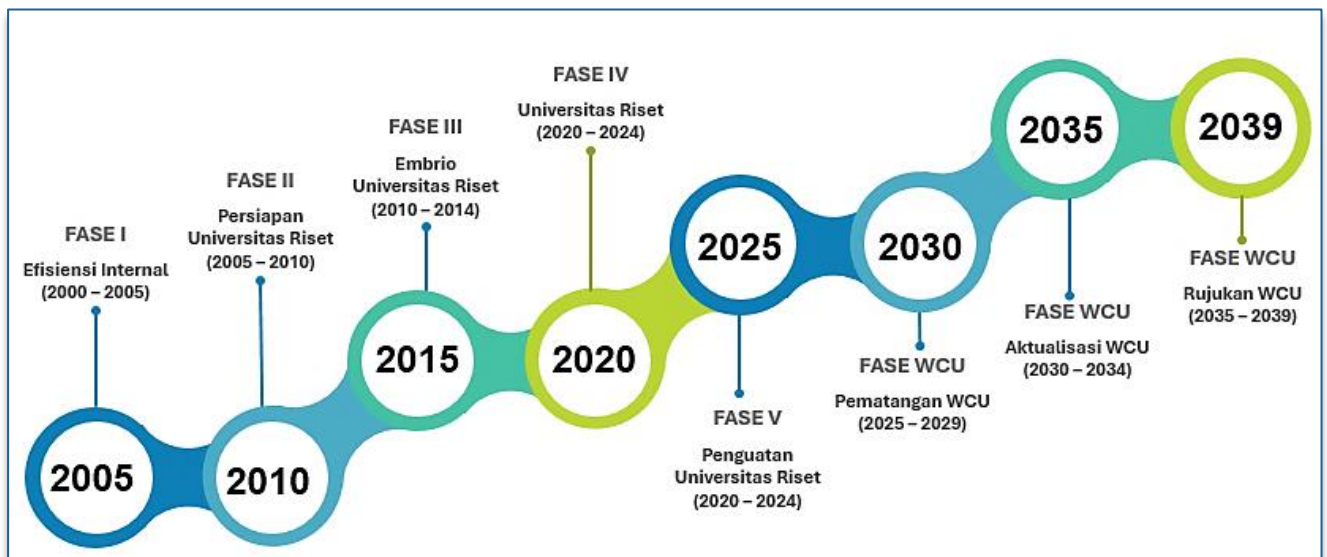 FASE I
Efisiensi Internal
(2000 – 2005)
2005
FASE II
Persiapan
Universitas Riset
(2005 – 2010)
2010
FASE III
Embrio
Universitas Riset
(2010 – 2014)
2015
FASE IV
Universitas Riset
(2020 – 2024)
2020
2025
FASE V
Penguatan
Universitas Riset
(2020 – 2024)
2030
FASE WCU
Pematangan WCU
(2025 – 2029)
2035
FASE WCU
Aktualisasi WCU
(2030 – 2034)
2039
FASE WCU
Rujukan WCU
(2035 – 2039)